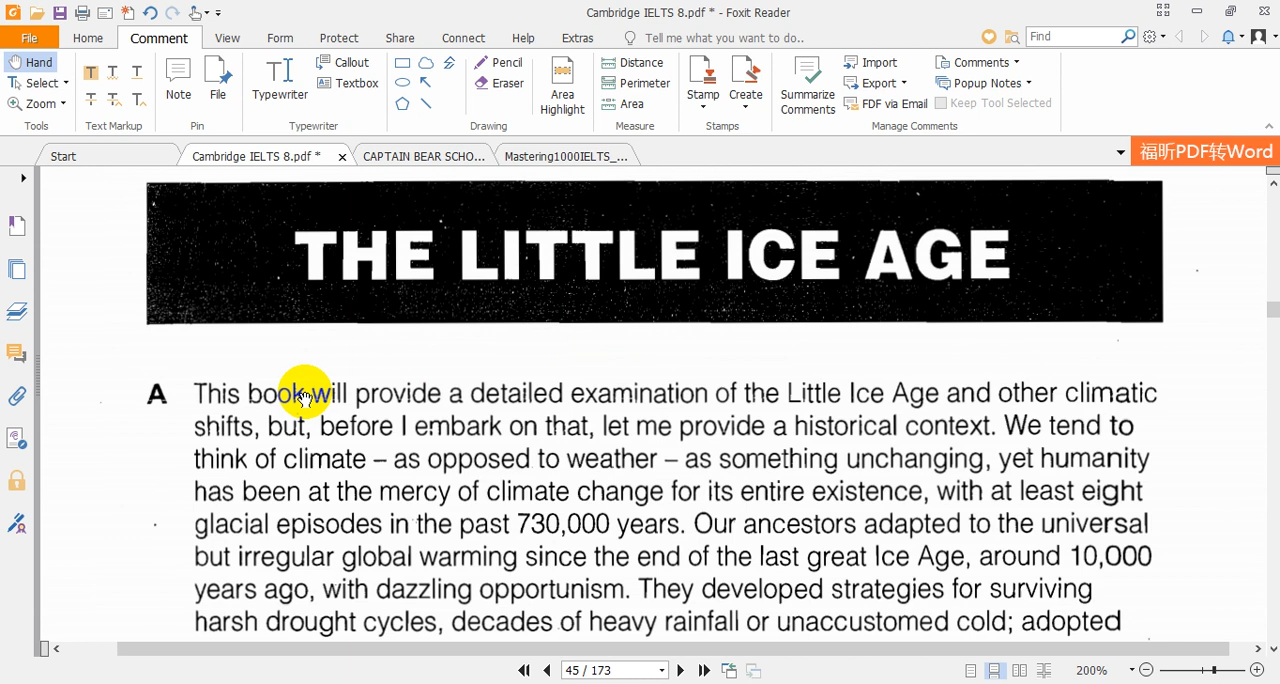 Cambridge IELTS 8.pdf * - Foxit Reader
File Home Comment View Form Protect Share Connect Help Extras Tell me what you want to do.. Find
Hand
Select
Zoom
Tools
Text Markup
Note
File
Pin
Typewriter
Callout
Textbox
Typewriter
Pencil
Eraser
Drawing
Area
Highlight
Distance
Perimeter
Area
Measure
Stamp
Create
Stamps
Summarize
Comments
Import
Export
FDF via Email
Comments
Popup Notes
Keep Tool Selected
Manage Comments
Start
Cambridge IELTS 8.pdf *
CAPTAIN BEAR SCHO...
Mastering1000IELTS_...
福昕PDF转Word
THE LITTLE ICE AGE
A This book will provide a detailed examination of the Little Ice Age and other climatic
shifts, but, before I embark on that, let me provide a historical context. We tend to
think of climate – as opposed to weather – as something unchanging, yet humanity
has been at the mercy of climate change for its entire existence, with at least eight
glacial episodes in the past 730,000 years. Our ancestors adapted to the universal
but irregular global warming since the end of the last great Ice Age, around 10,000
years ago, with dazzling opportunism. They developed strategies for surviving
harsh drought cycles, decades of heavy rainfall or unaccustomed cold; adopted
45 / 173
200%